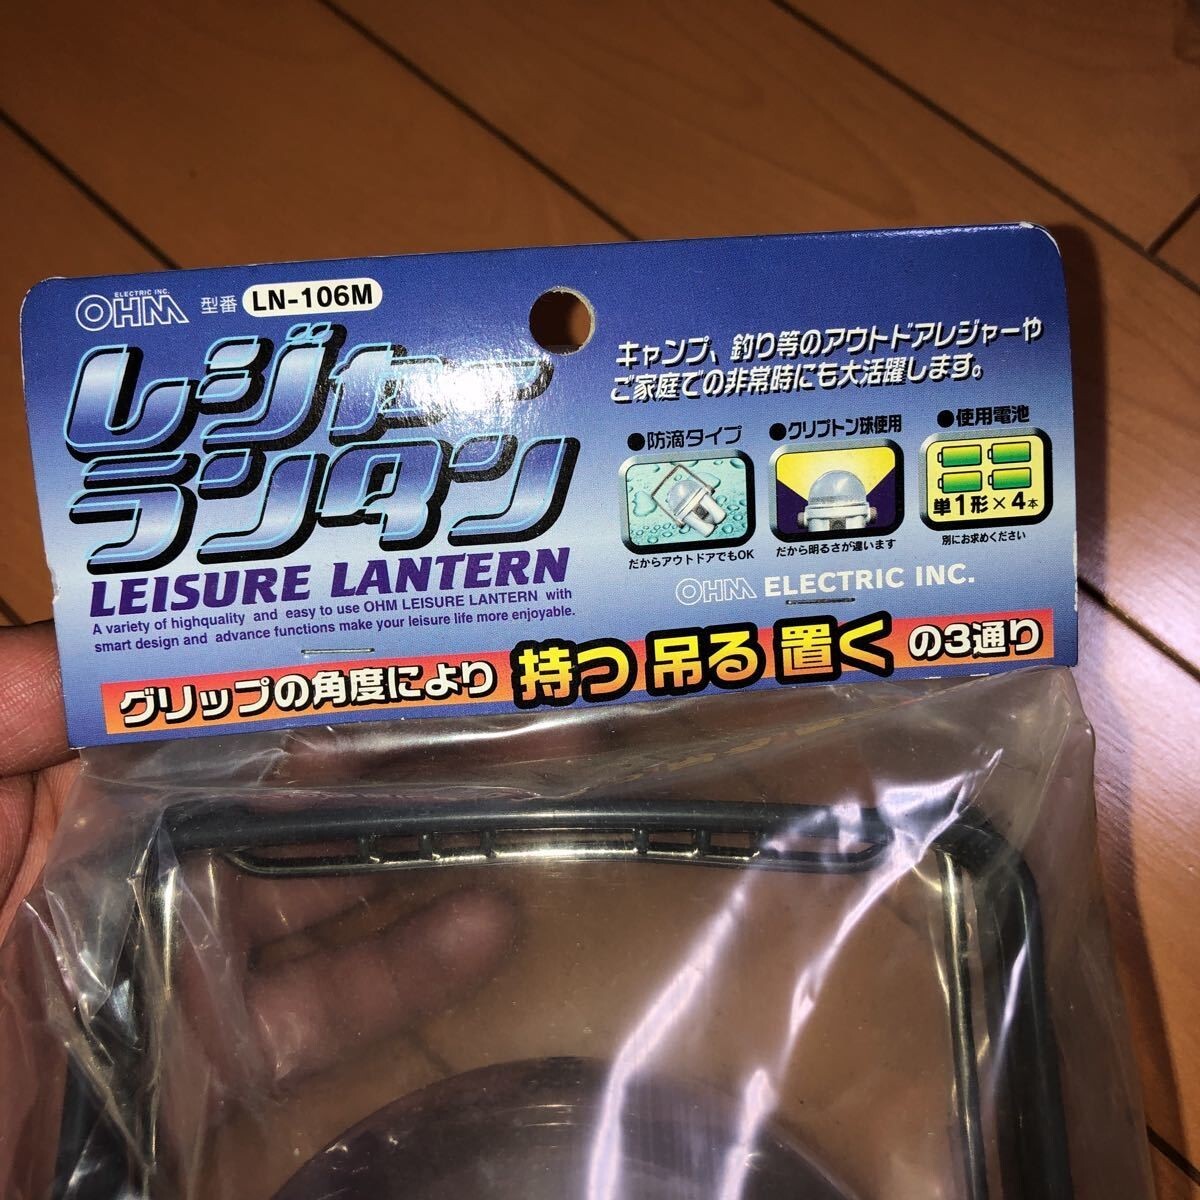 ELECTRIC INC.
OHM 型番 LN-106M
レジャー
ランタン
LEISURE LANTERN
A variety of highquality and easy to use OHM LEISURE LANTERN with
smart design and advance functions make your leisure life more enjoyable.
キャンプ、釣り等のアウトドアレジャーや
ご家庭での非常時にも大活躍します。
●防滴タイプ
だからアウトドアでもOK
●クリプトン球使用
だから明るさが違います
●使用電池
単1形×4本
別にお求めください
OHM ELECTRIC INC.
グリップの角度により 持つ 吊る 置く の3通り